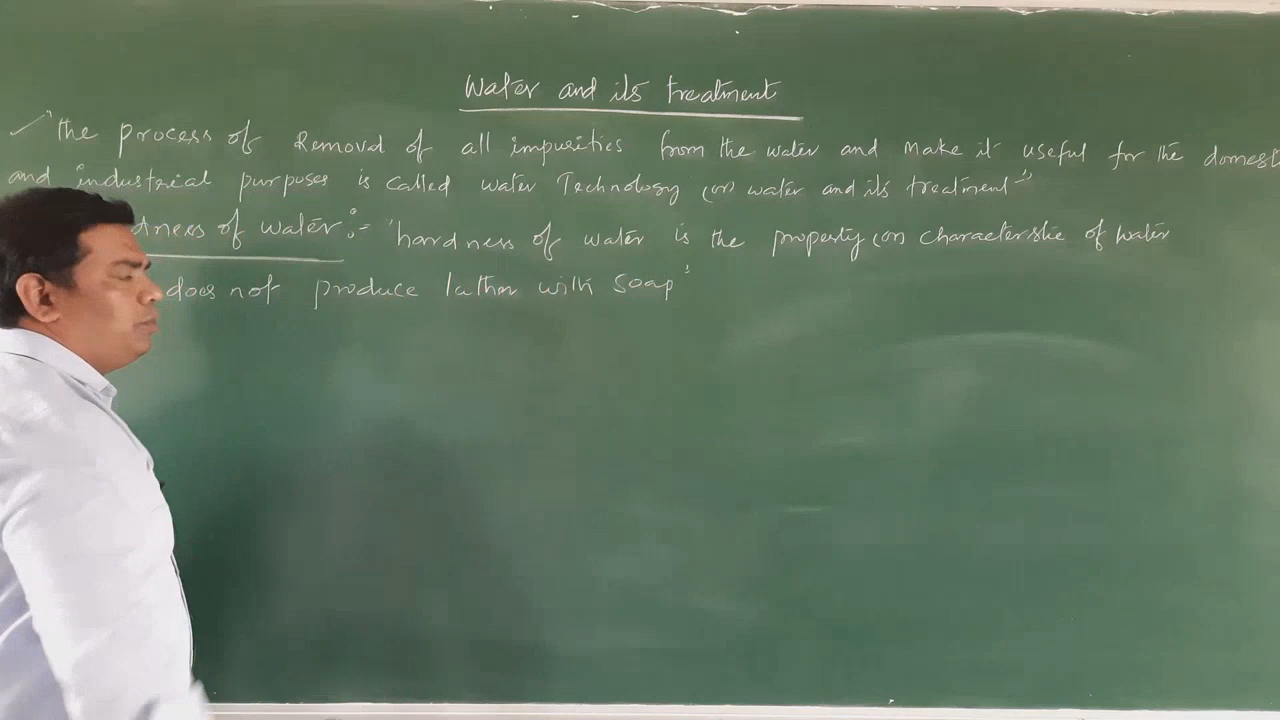 Water and its treatment
"the process of Removal of all impurities from the water and make it useful for the domest
and industrial purposes is called water Technology (or) water and its treatment"
dness of water :- 'hardness of water is the property (or) characterstic of water
does not produce lather with soap'